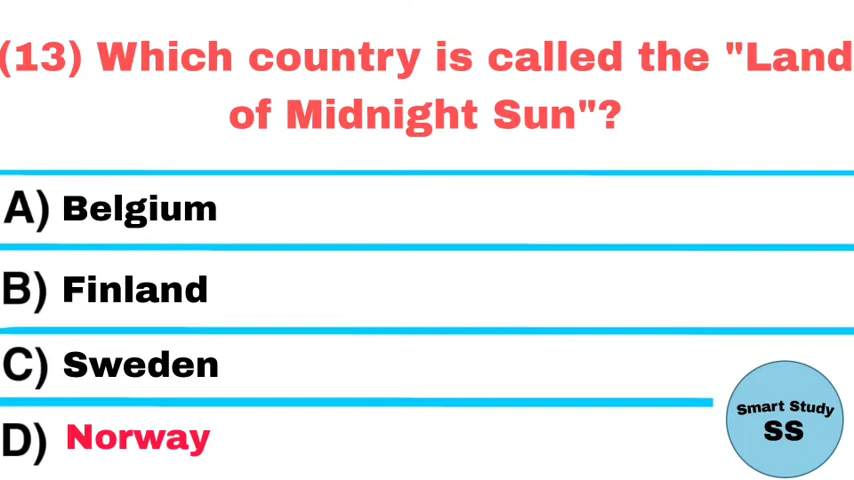 (13) Which country is called the "Land
of Midnight Sun"?
A) Belgium
B) Finland
C) Sweden
D) Norway
Smart Study
SS